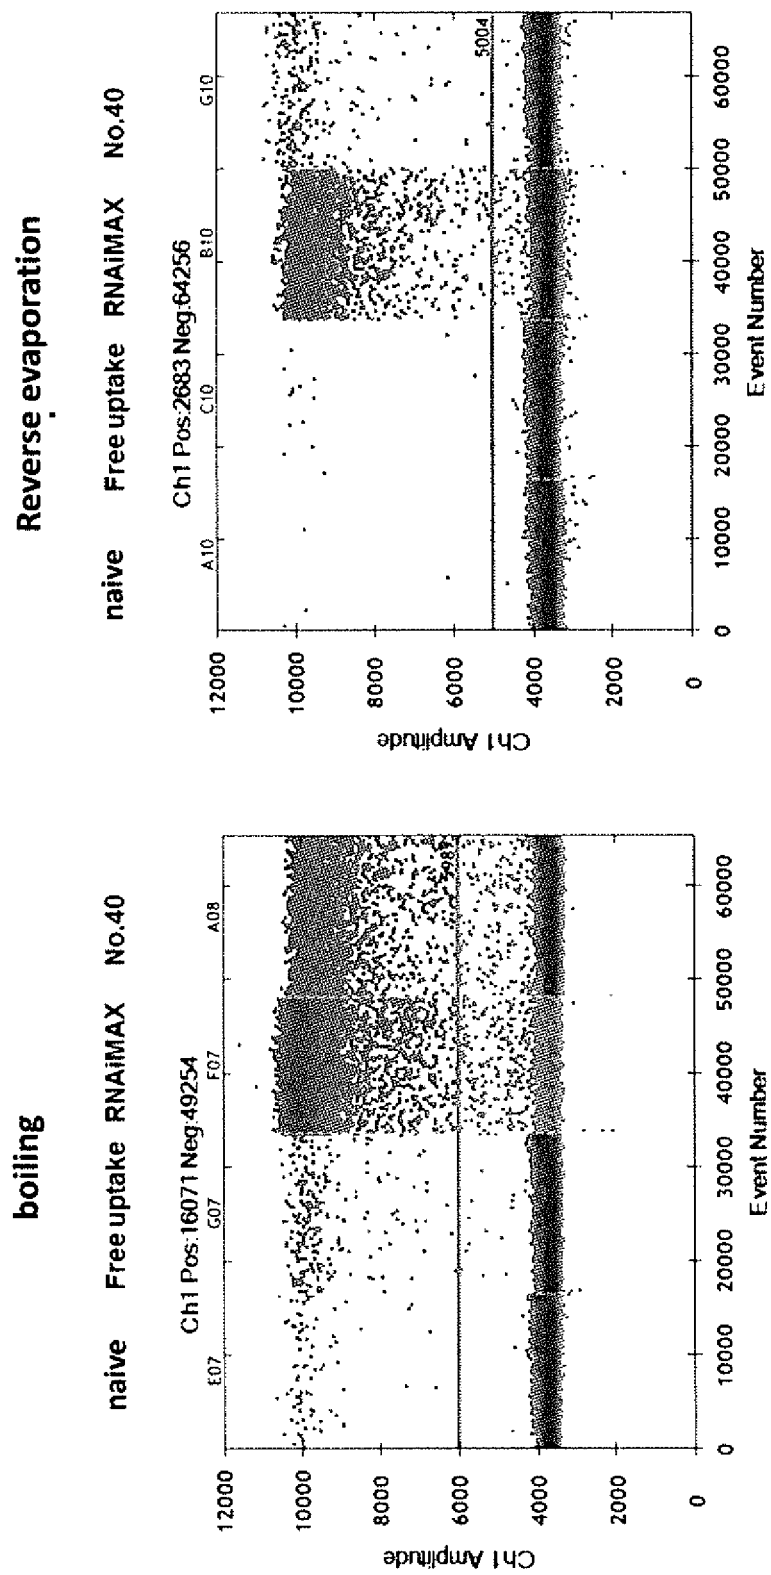 boiling
naive Free uptake RNAiMAX No.40
Ch1 Pos:16071 Neg:49254
E07 G07 F07 A08
12000
10000
8000
6000
4000
2000
0
Ch1 Amplitude
0 10000 20000 30000 40000 50000 60000
Event Number
Reverse evaporation
naive Free uptake RNAiMAX No.40
Ch1 Pos:2683 Neg:64256
A10 C10 B10 G10
12000
10000
8000
6000
5004
4000
2000
0
Ch1 Amplitude
0 10000 20000 30000 40000 50000 60000
Event Number